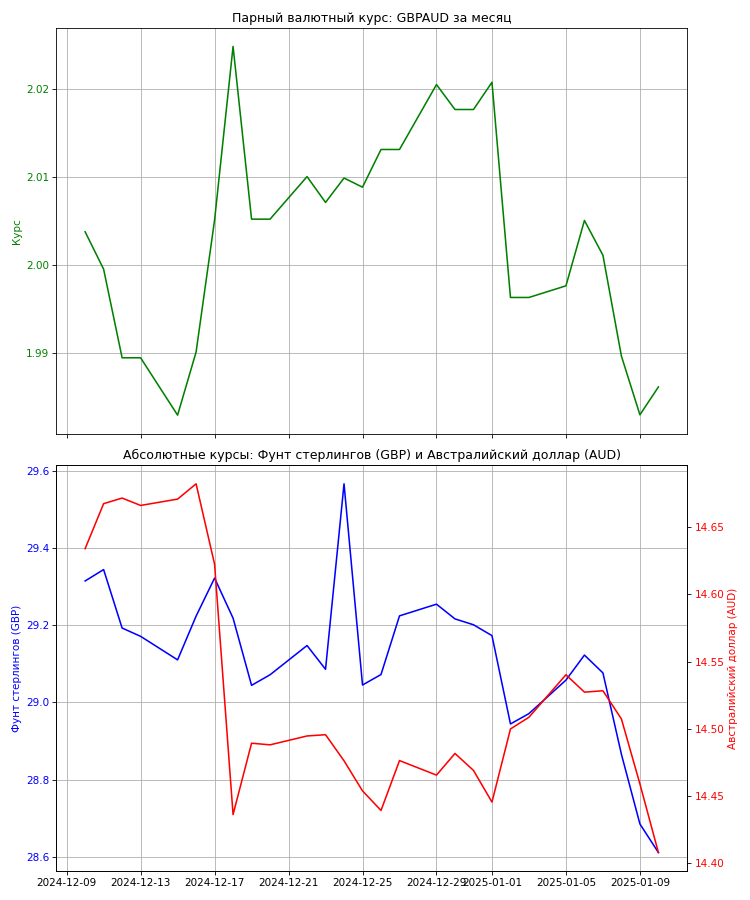 Парный валютный курс: GBPAUD за месяц
2.02
2.01
2.00
1.99
Курс
Абсолютные курсы: Фунт стерлингов (GBP) и Австралийский доллар (AUD)
29.6
29.4
29.2
29.0
28.8
28.6
Фунт стерлингов (GBP)
14.65
14.60
14.55
14.50
14.45
14.40
Австралийский доллар (AUD)
2024-12-09 2024-12-13 2024-12-17 2024-12-21 2024-12-25 2024-12-29 2025-01-01 2025-01-05 2025-01-09